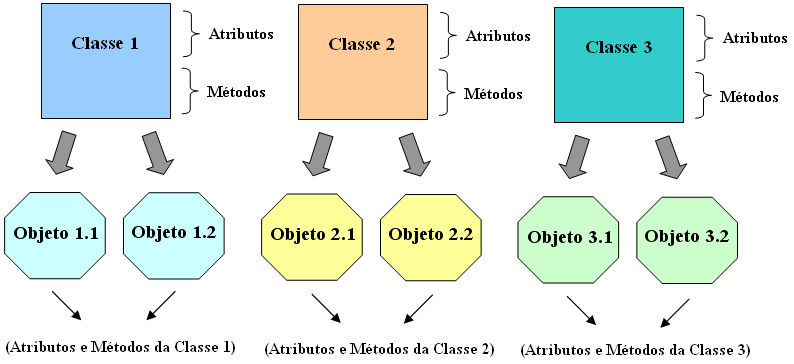 Classe 1
Atributos
Métodos
Classe 2
Atributos
Métodos
Classe 3
Atributos
Métodos
Objeto 1.1
Objeto 1.2
Objeto 2.1
Objeto 2.2
Objeto 3.1
Objeto 3.2
(Atributos e Métodos da Classe 1)
(Atributos e Métodos da Classe 2)
(Atributos e Métodos da Classe 3)